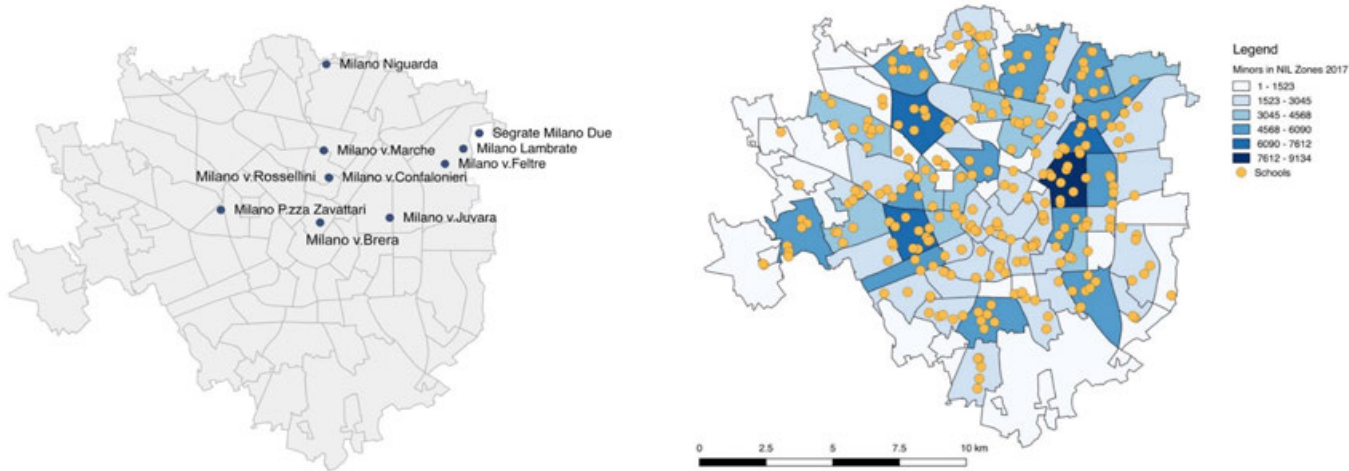 Milano Niguarda
Segrate Milano Due
Milano Lambrate
Milano v.Marche
Milano v.Feltre
Milano v.Rossellini
Milano v.Confalonieri
Milano P.zza Zavattari
Milano v.Juvara
Milano v.Brera
Legend
Minors in NIL Zones 2017
1 - 1523
1523 - 3045
3045 - 4568
4568 - 6090
6090 - 7612
7612 - 9134
Schools
0 2.5 5 7.5 10 km